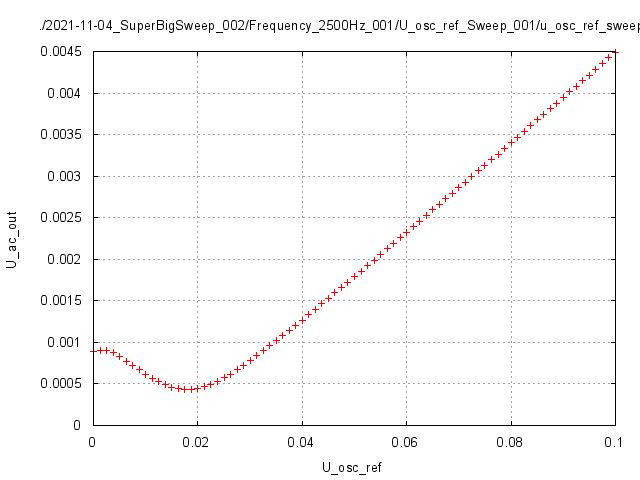 ./2021-11-04_SuperBigSweep_002/Frequency_2500Hz_001/U_osc_ref_Sweep_001/u_osc_ref_sweep
0.0045
0.004
0.0035
0.003
0.0025
0.002
0.0015
0.001
0.0005
0
U_ac_out
0 0.02 0.04 0.06 0.08 0.1
U_osc_ref